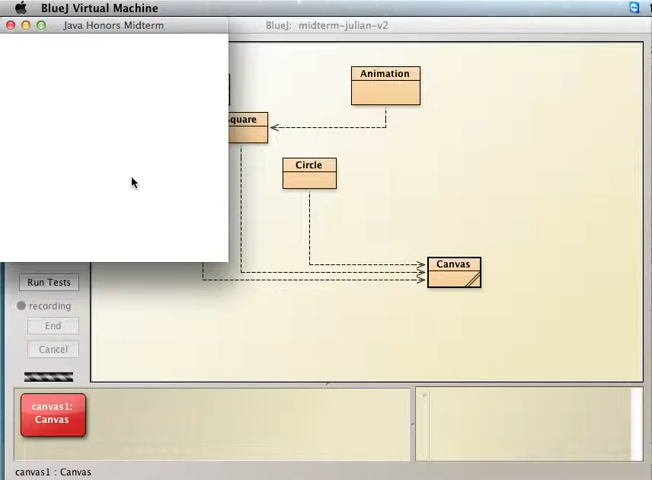 BlueJ Virtual Machine
Java Honors Midterm
BlueJ: midterm-julian-v2
Animation
quare
Circle
Canvas
Run Tests
recording
End
Cancel
canvas1:
Canvas
canvas1 : Canvas